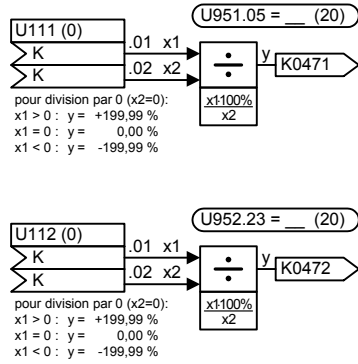 U951.05 = __ (20)
U111 (0)
K .01 x1
K .02 x2
÷
y K0471
x1·100%
x2
pour division par 0 (x2=0):
x1 > 0 : y = +199,99 %
x1 = 0 : y = 0,00 %
x1 < 0 : y = -199,99 %
U952.23 = __ (20)
U112 (0)
K .01 x1
K .02 x2
÷
y K0472
x1·100%
x2
pour division par 0 (x2=0):
x1 > 0 : y = +199,99 %
x1 = 0 : y = 0,00 %
x1 < 0 : y = -199,99 %